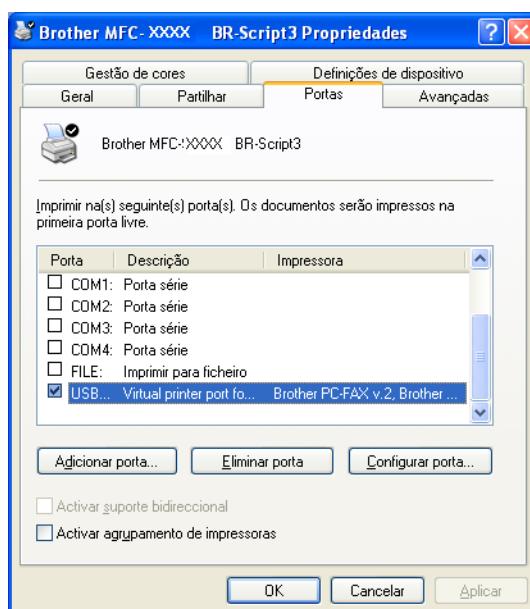 Brother MFC- XXXX BR-Script3 Propriedades
Gestão de cores Definições de dispositivo
Geral Partilhar Portas Avançadas
Brother MFC-:XXXX BR-Script3
Imprimir na(s) seguinte(s) porta(s). Os documentos serão impressos na
primeira porta livre.
Porta Descrição Impressora
COM1: Porta série
COM2: Porta série
COM3: Porta série
COM4: Porta série
FILE: Imprimir para ficheiro
USB... Virtual printer port fo... Brother PC-FAX v.2, Brother ...
Adicionar porta... Eliminar porta Configurar porta...
Activar suporte bidireccional
Activar agrupamento de impressoras
OK Cancelar Aplicar